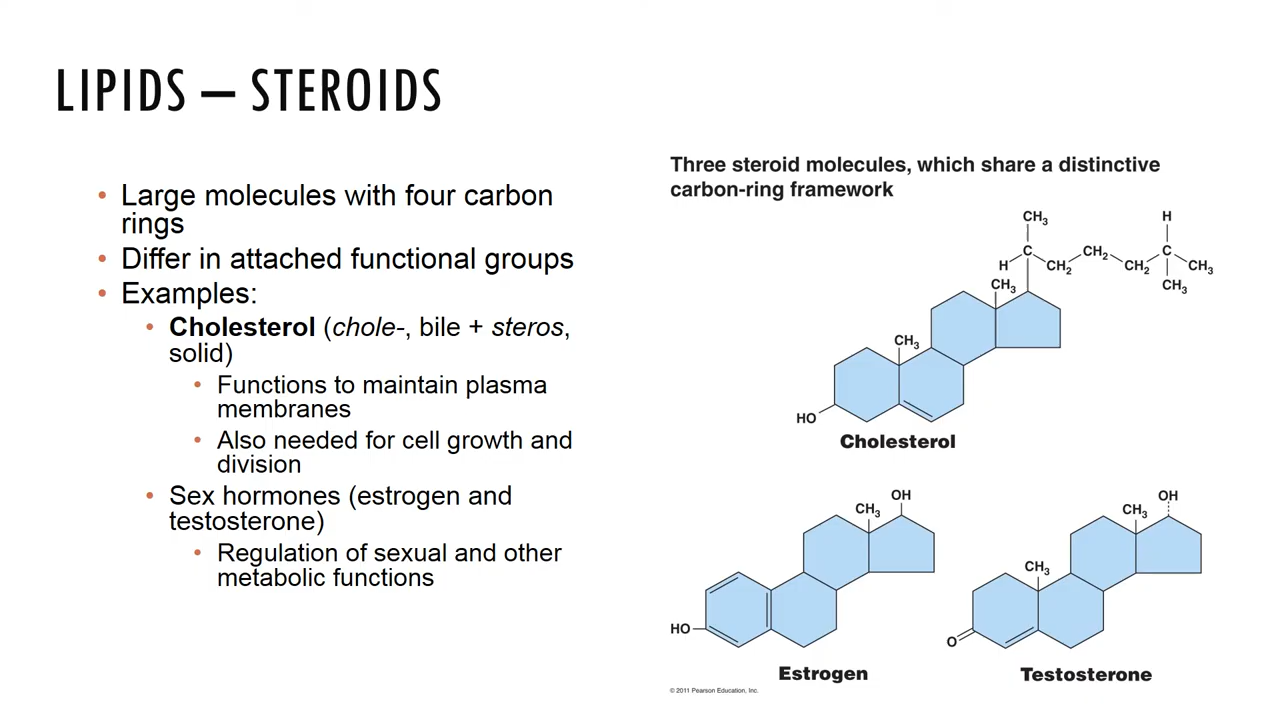 LIPIDS – STEROIDS
• Large molecules with four carbon
rings
• Differ in attached functional groups
• Examples:
• Cholesterol (chole-, bile + steros,
solid)
• Functions to maintain plasma
membranes
• Also needed for cell growth and
division
• Sex hormones (estrogen and
testosterone)
• Regulation of sexual and other
metabolic functions
Three steroid molecules, which share a distinctive
carbon-ring framework
CH₃ H
C CH₂ C
H CH₂ CH₂ CH₃
CH₃ CH₃
CH₃
HO
Cholesterol
OH
CH₃
HO
Estrogen
OH
CH₃
CH₃
O
Testosterone
© 2011 Pearson Education, Inc.